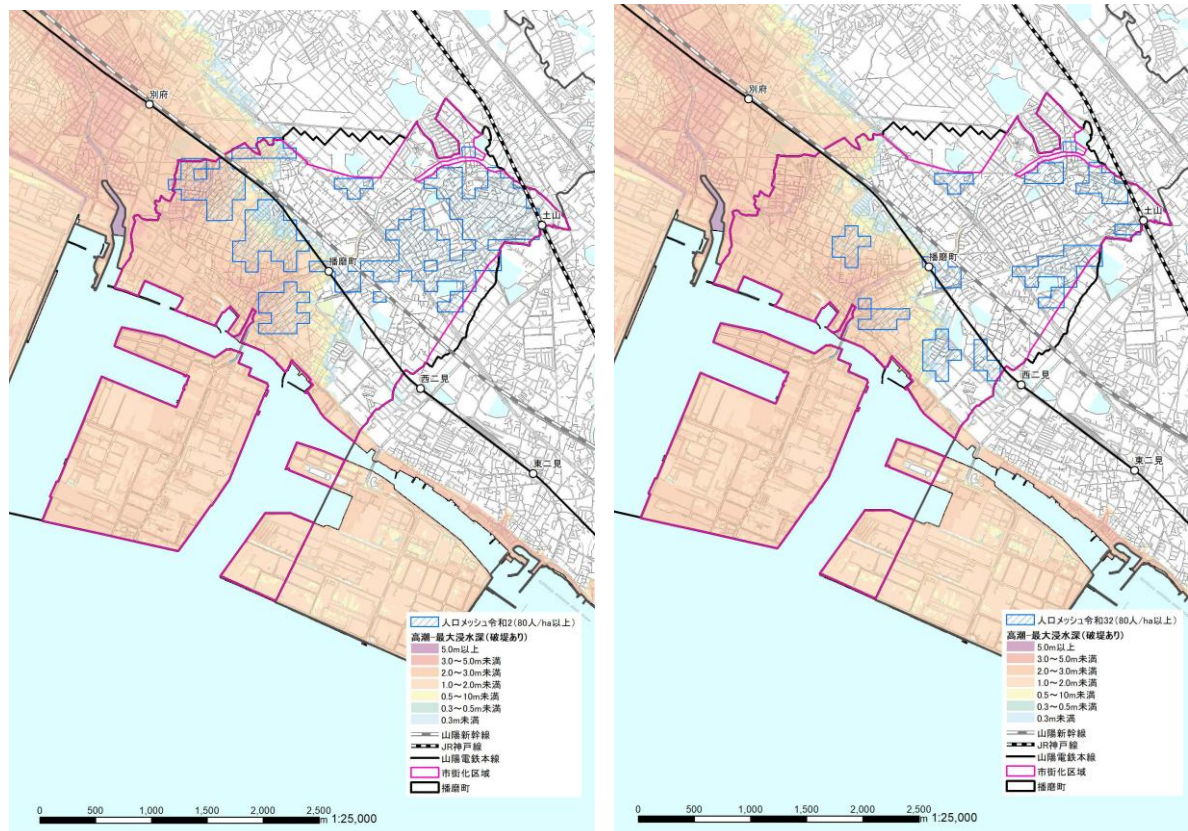 別府
土山
播磨町
西二見
東二見
人口メッシュ令和2(80人/ha以上)
高潮-最大浸水深(破堤あり)
5.0m以上
3.0～5.0m未満
2.0～3.0m未満
1.0～2.0m未満
0.5～10m未満
0.3～0.5m未満
0.3m未満
山陽新幹線
JR神戸線
山陽電鉄本線
市街化区域
播磨町
0 500 1,000 1,500 2,000 2,500
m 1:25,000
別府
土山
播磨町
西二見
東二見
人口メッシュ令和32(80人/ha以上)
高潮-最大浸水深(破堤あり)
5.0m以上
3.0～5.0m未満
2.0～3.0m未満
1.0～2.0m未満
0.5～10m未満
0.3～0.5m未満
0.3m未満
山陽新幹線
JR神戸線
山陽電鉄本線
市街化区域
播磨町
0 500 1,000 1,500 2,000 2,500
m 1:25,000